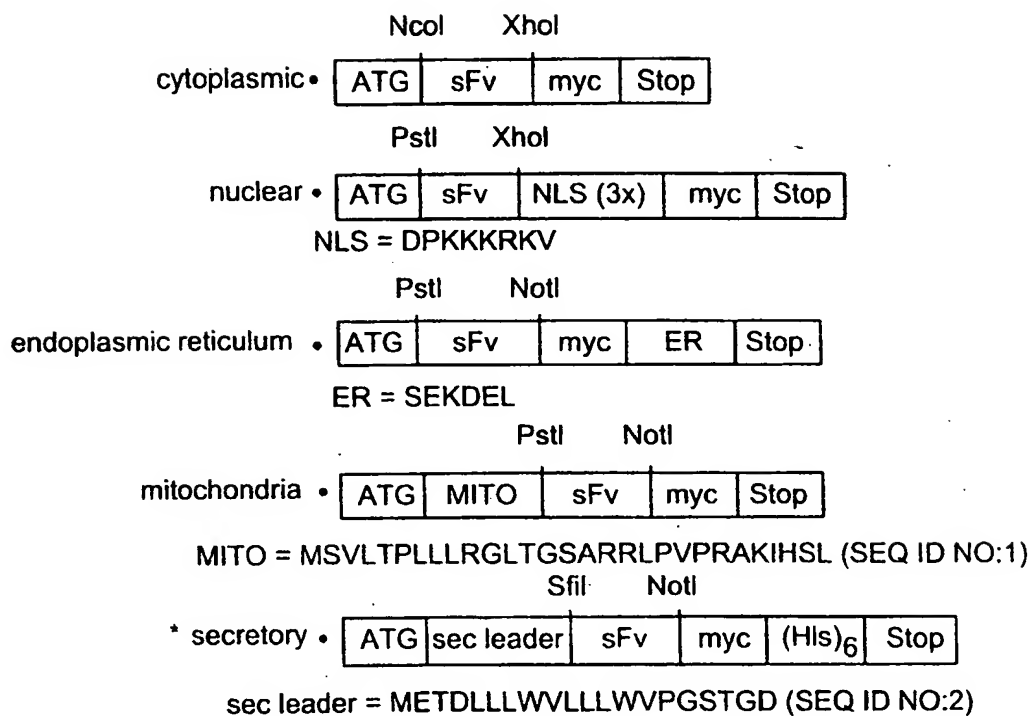 NcoI XhoI
cytoplasmic • ATG sFv myc Stop
PstI XhoI
nuclear • ATG sFv NLS (3x) myc Stop
NLS = DPKKKRKV
PstI NotI
endoplasmic reticulum • ATG sFv myc ER Stop
ER = SEKDEL
PstI NotI
mitochondria • ATG MITO sFv myc Stop
MITO = MSVLTPLLLRGLTGSARRLPVPRAKIHSL (SEQ ID NO:1)
SfiI NotI
* secretory • ATG sec leader sFv myc (HIs)6 Stop
sec leader = METDLLLWVLLLWVPGSTGD (SEQ ID NO:2)